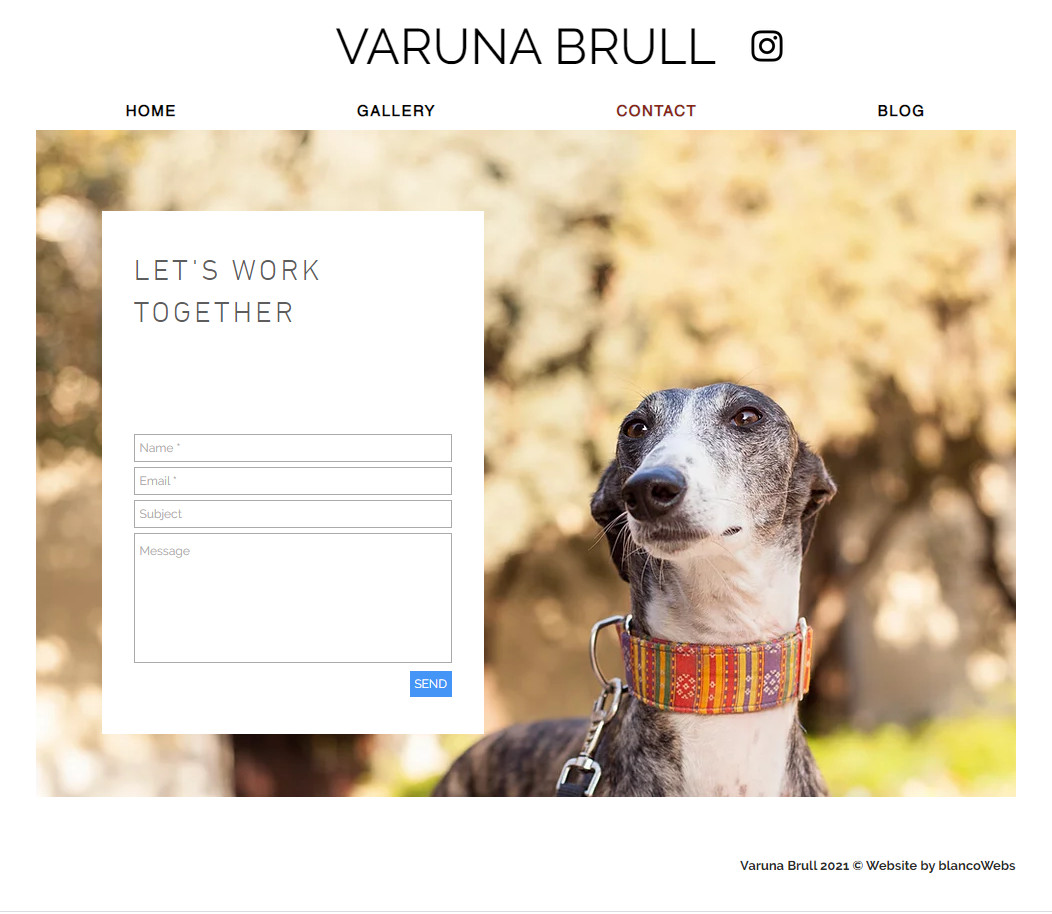 VARUNA BRULL
HOME GALLERY CONTACT BLOG
LET'S WORK
TOGETHER
Name *
Email *
Subject
Message
SEND
Varuna Brull 2021 © Website by blancoWebs